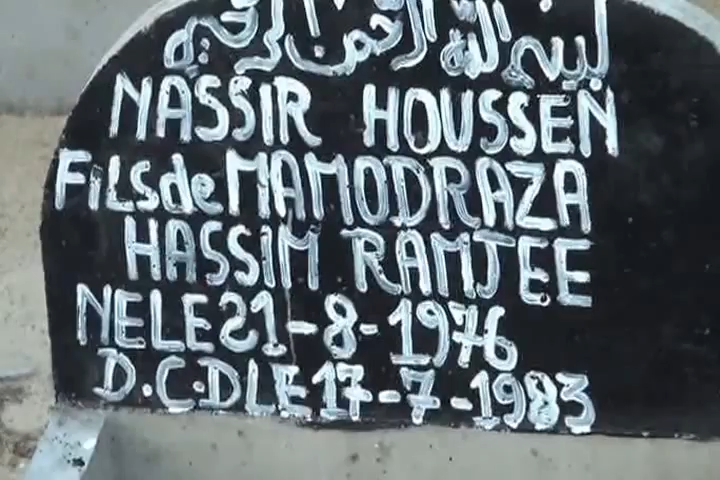 بسم الله الرحمن الرحيم
NASSIR HOUSSEN
FiLS de MAMODRAZA
HASSIM RAMJEE
NE LE 21-8-1976
D.C.D LE 17-7-1983